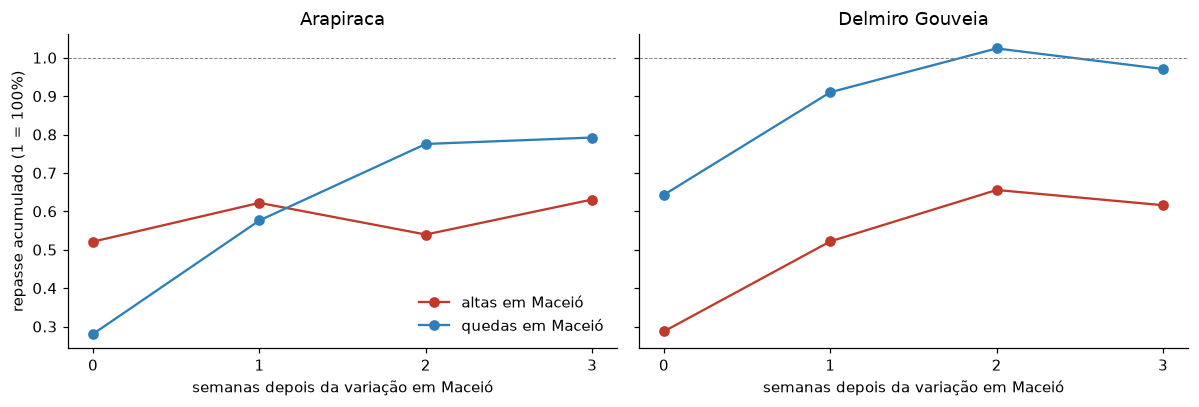 Arapiraca
repasse acumulado (1 = 100%)
1.0
0.9
0.8
0.7
0.6
0.5
0.4
0.3
altas em Maceió
quedas em Maceió
0 1 2 3
semanas depois da variação em Maceió
Delmiro Gouveia
0 1 2 3
semanas depois da variação em Maceió